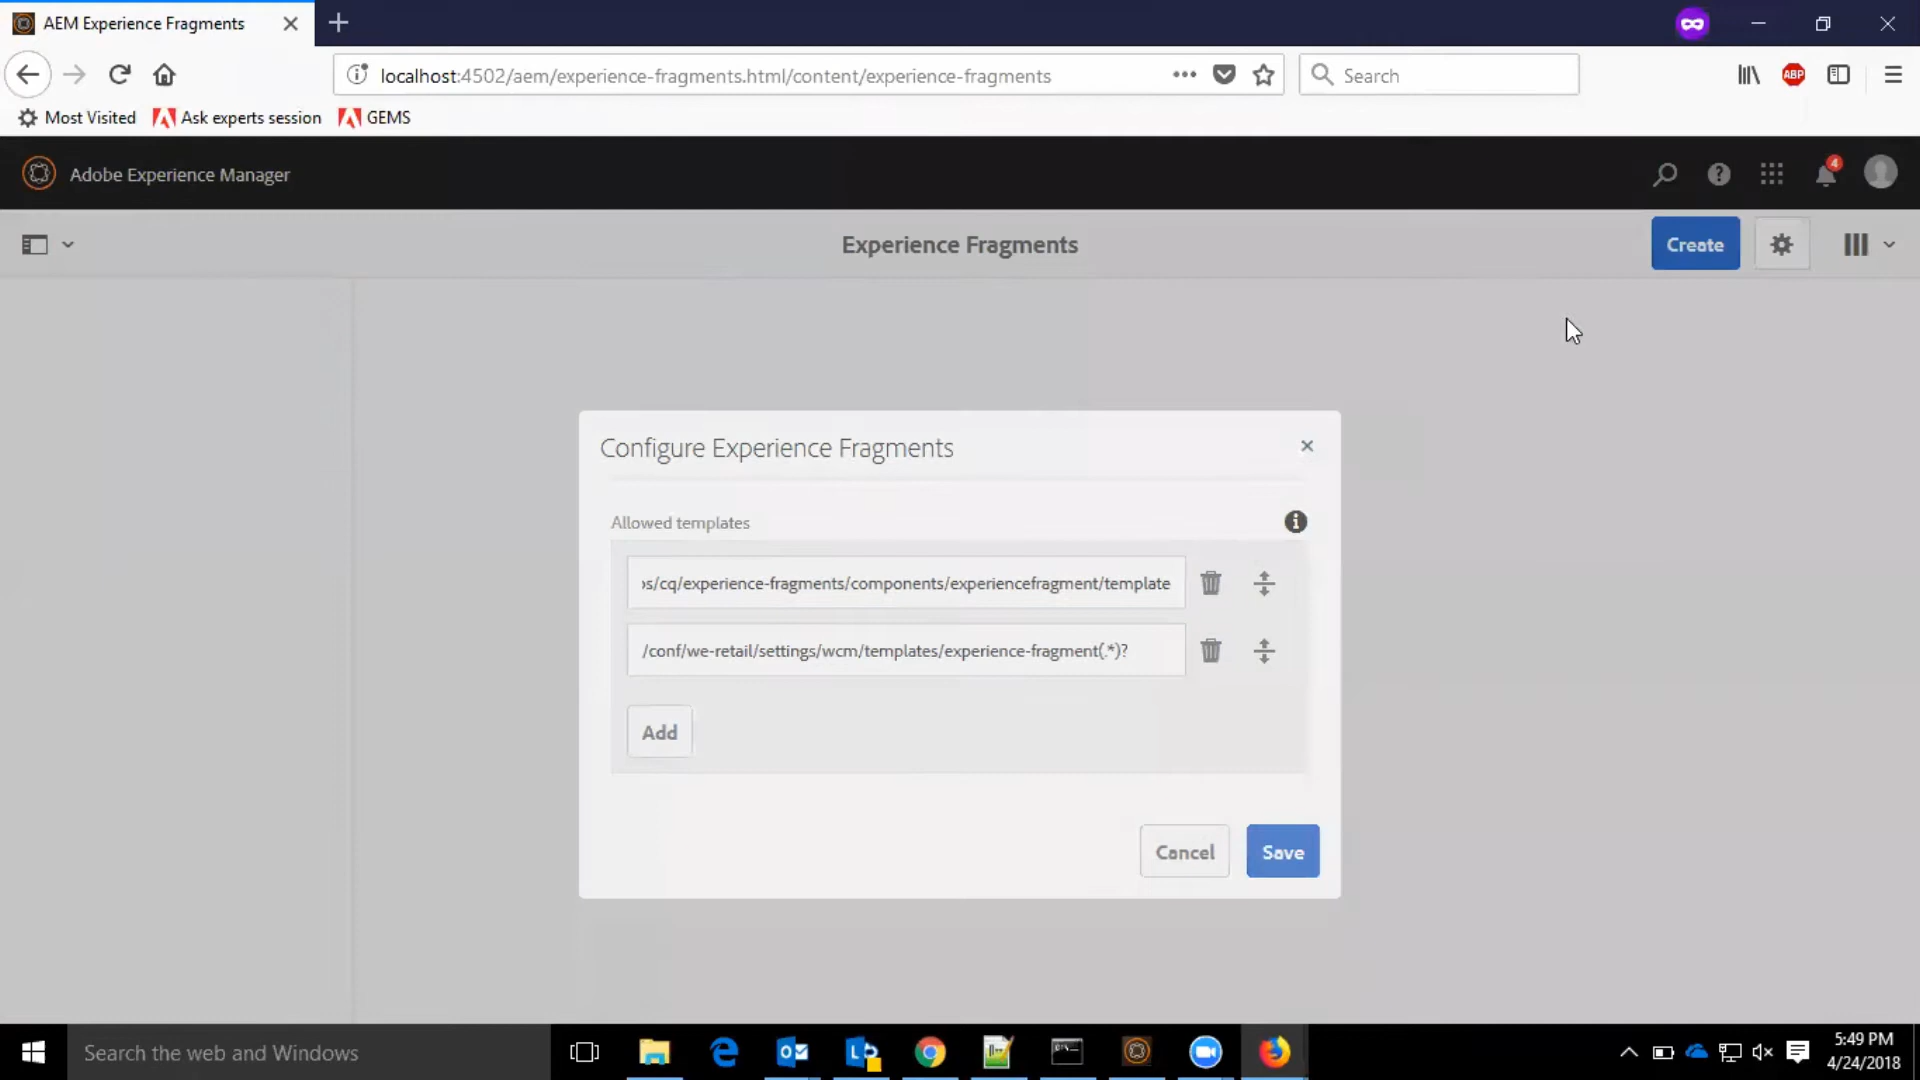 AEM Experience Fragments
localhost:4502/aem/experience-fragments.html/content/experience-fragments
Search
ABP
Most Visited
Ask experts session
GEMS
Adobe Experience Manager
4
Experience Fragments
Create
Configure Experience Fragments
Allowed templates
s/cq/experience-fragments/components/experiencefragment/template
/conf/we-retail/settings/wcm/templates/experience-fragment(.*)?
Add
Cancel
Save
Search the web and Windows
5:49 PM
4/24/2018